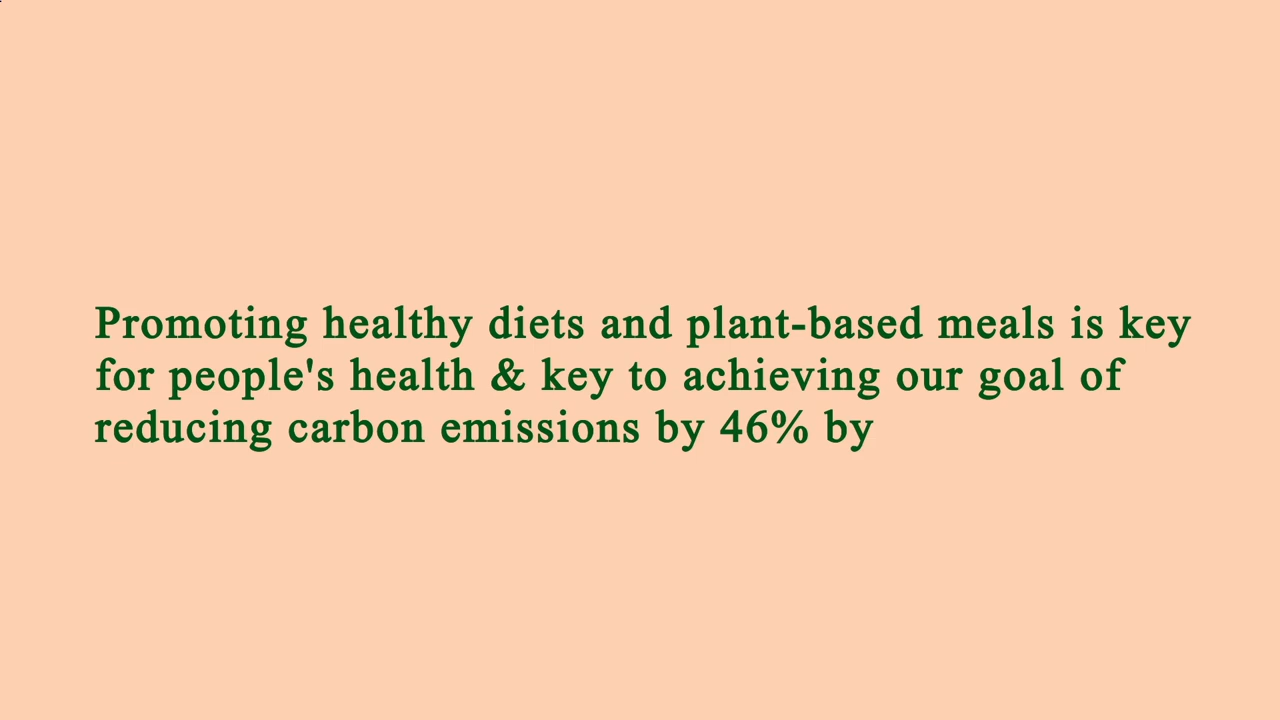 Promoting healthy diets and plant-based meals is key
for people's health & key to achieving our goal of
reducing carbon emissions by 46% by